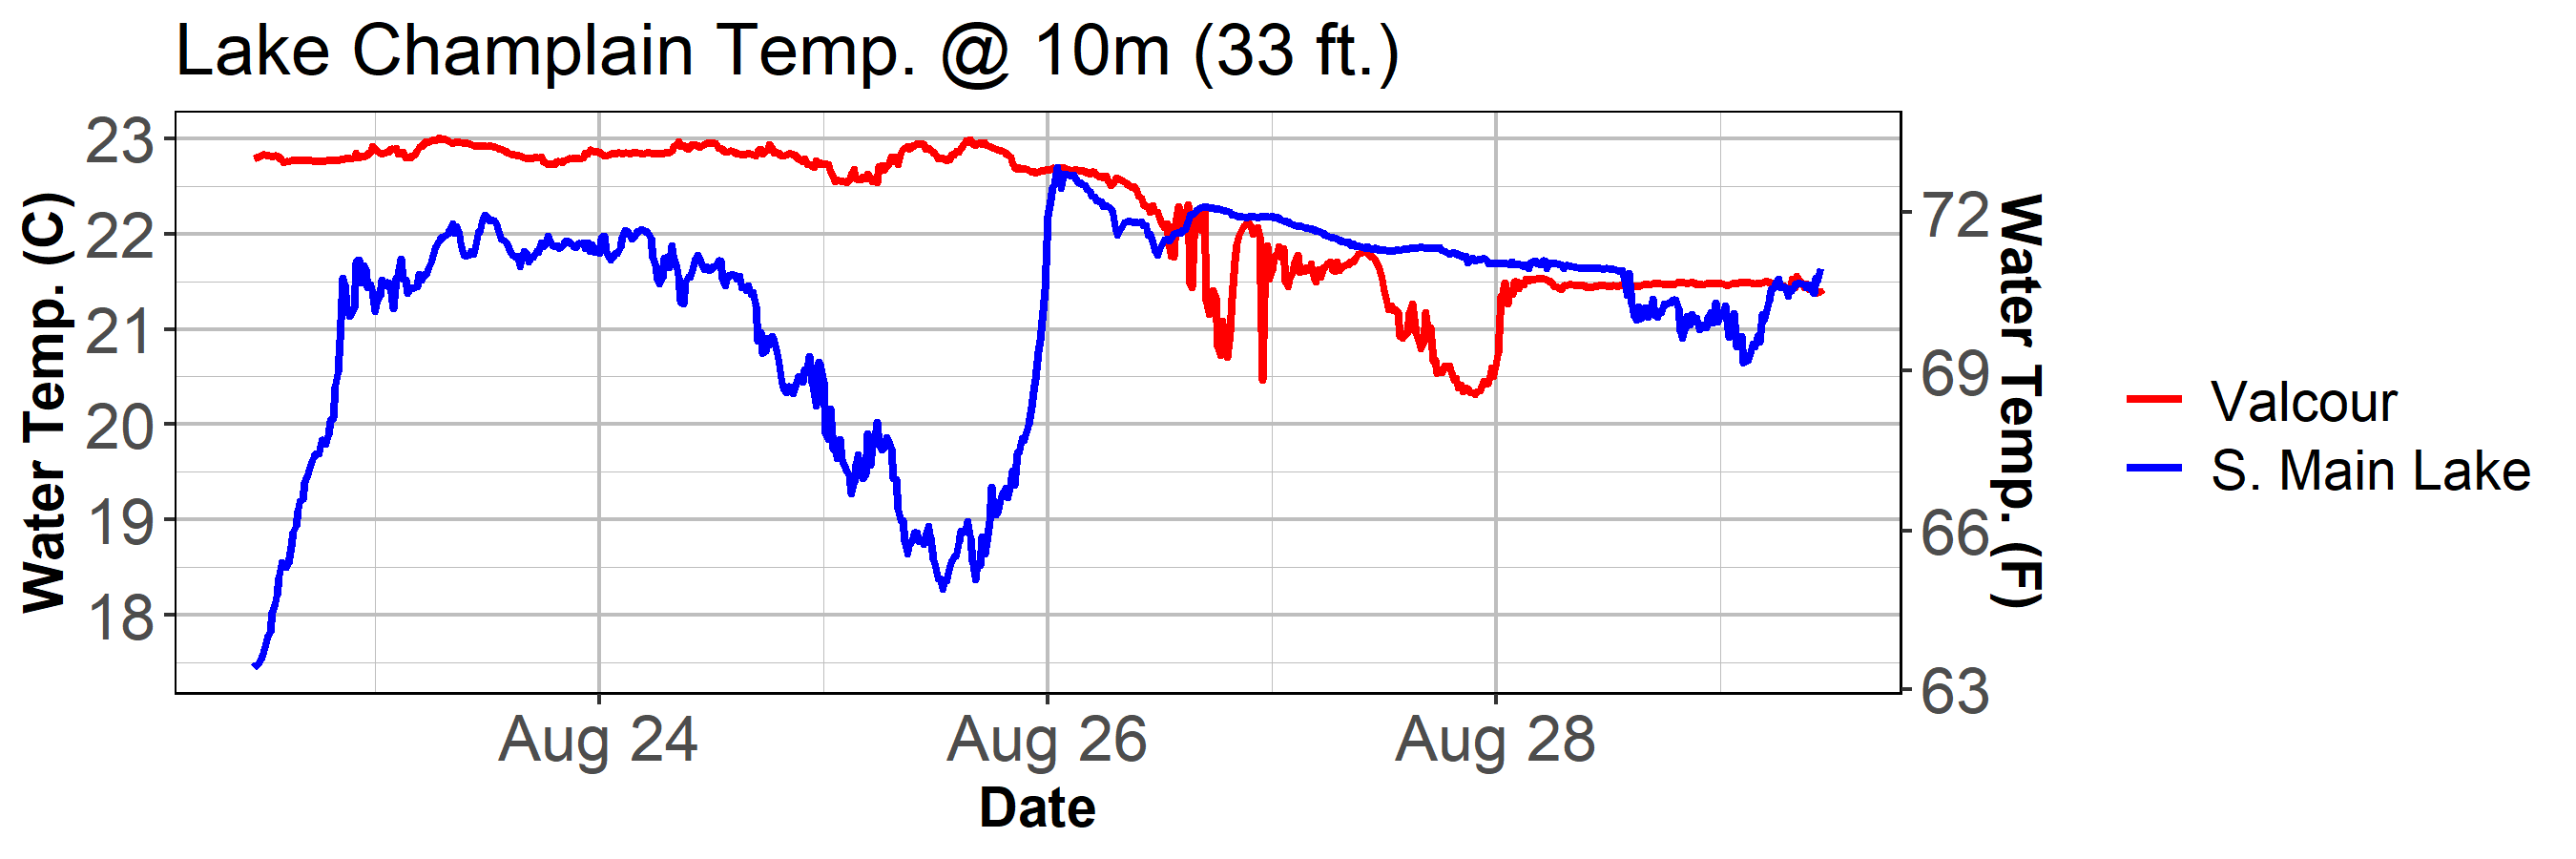 Lake Champlain Temp. @ 10m (33 ft.)
Water Temp. (C)
23
22
21
20
19
18
72
69
66
63
Water Temp. (F)
Aug 24
Aug 26
Aug 28
Date
Valcour
S. Main Lake